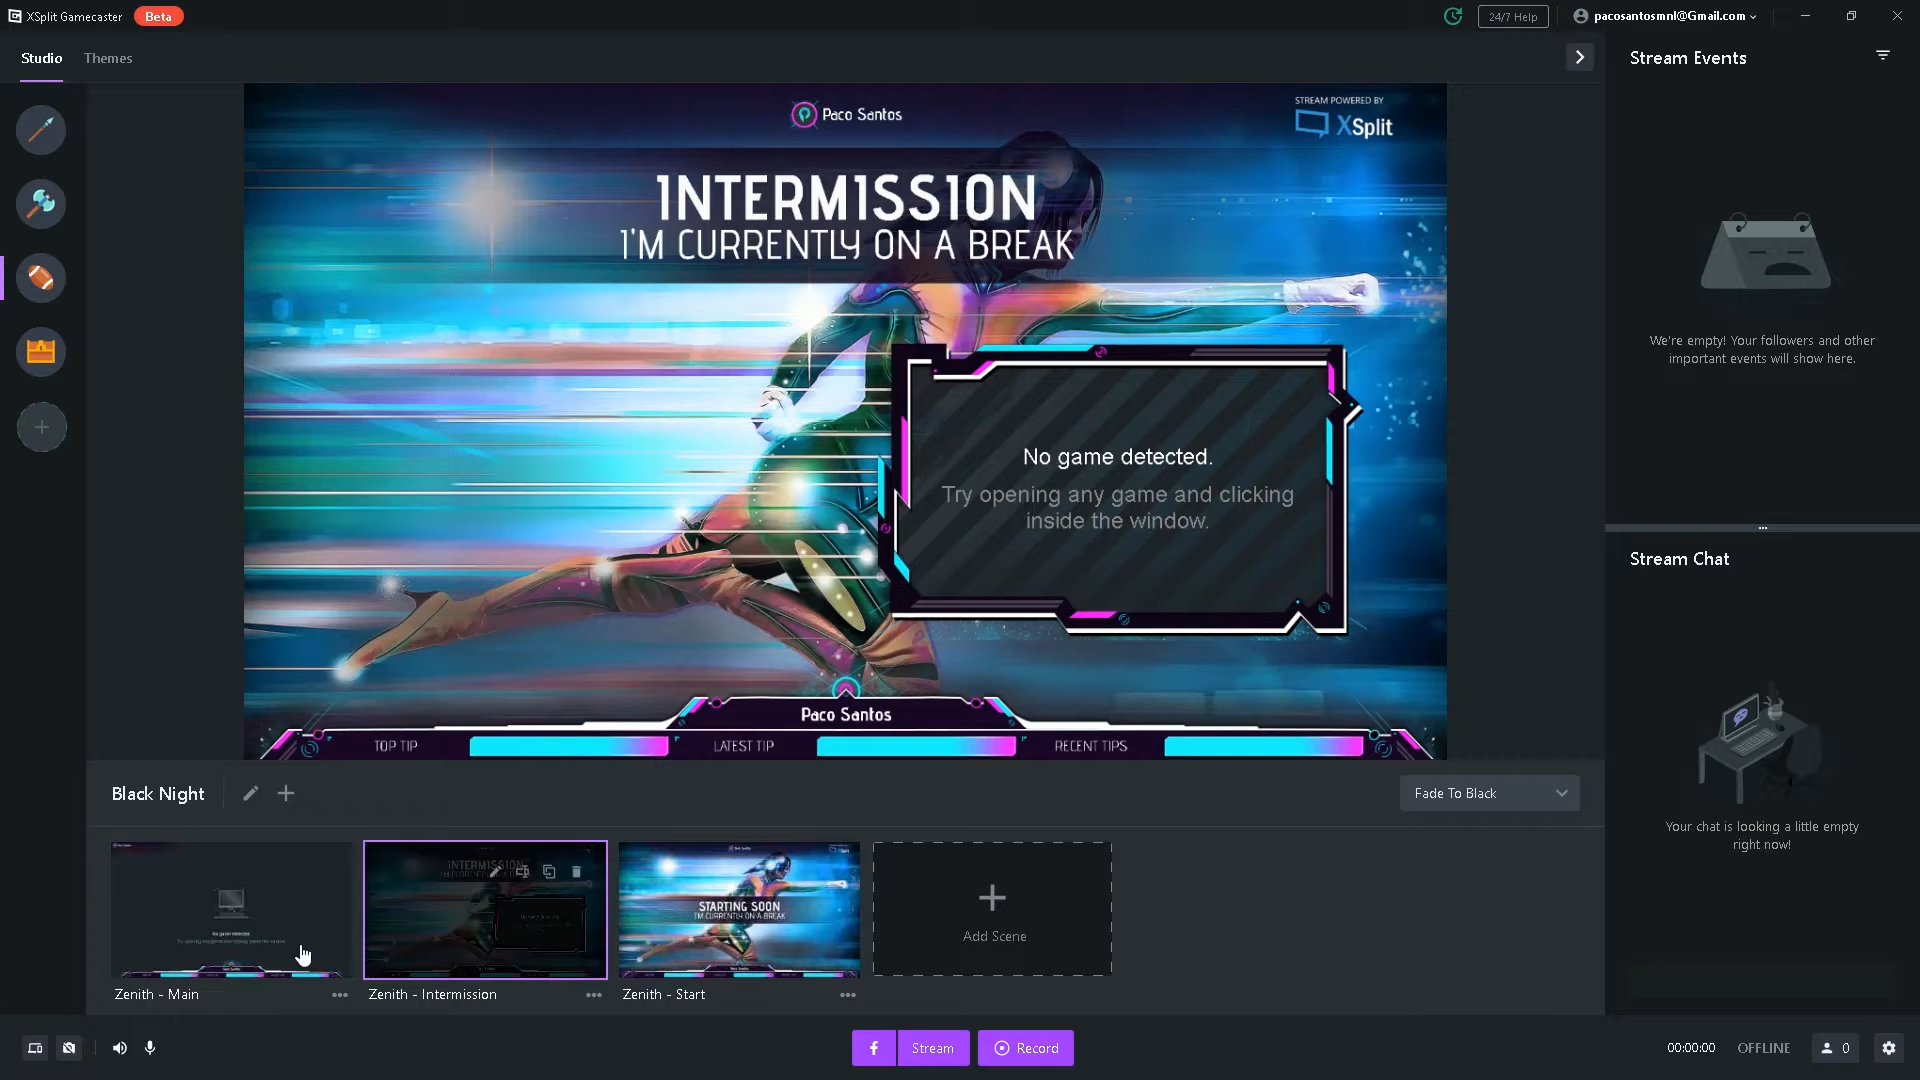 XSplit Gamecaster
Beta
24/7 Help
pacosantosmnl@Gmail.com
Studio
Themes
Stream Events
Paco Santos
STREAM POWERED BY
XSplit
INTERMISSION
I'M CURRENTLY ON A BREAK
No game detected.
Try opening any game and clicking
inside the window.
We're empty! Your followers and other
important events will show here.
Paco Santos
TOP TIP
LATEST TIP
RECENT TIPS
Stream Chat
Your chat is looking a little empty
right now!
Black Night
Fade To Black
No game detected.
INTERMISSION
STARTING SOON
I'M CURRENTLY ON A BREAK
Add Scene
Zenith - Main
Zenith - Intermission
Zenith - Start
Stream
Record
00:00:00
OFFLINE
0